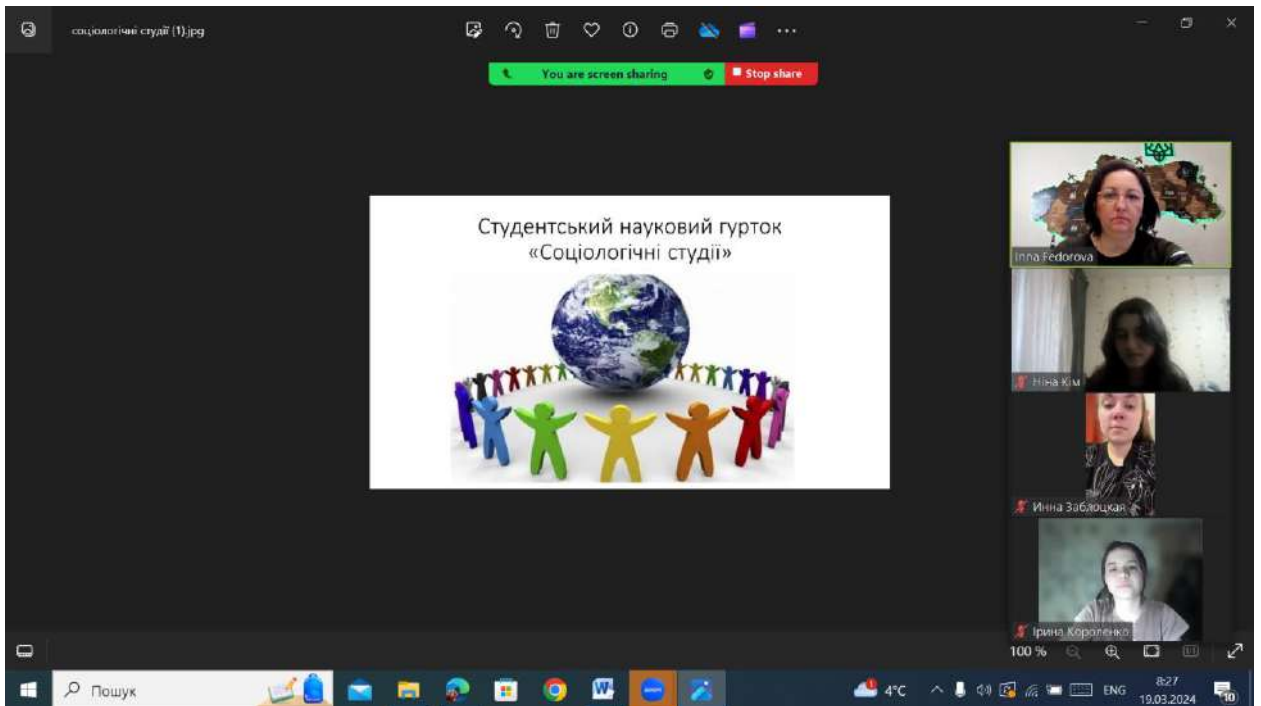 соціологічні студії (1).jpg
You are screen sharing
Stop share
Студентський науковий гурток
«Соціологічні студії»
Inna Fedorova
Ніна Кім
Инна Заблоцкая
Ірина Короленко
100 %
Пошук
4°C
ENG
8:27
19.03.2024
10